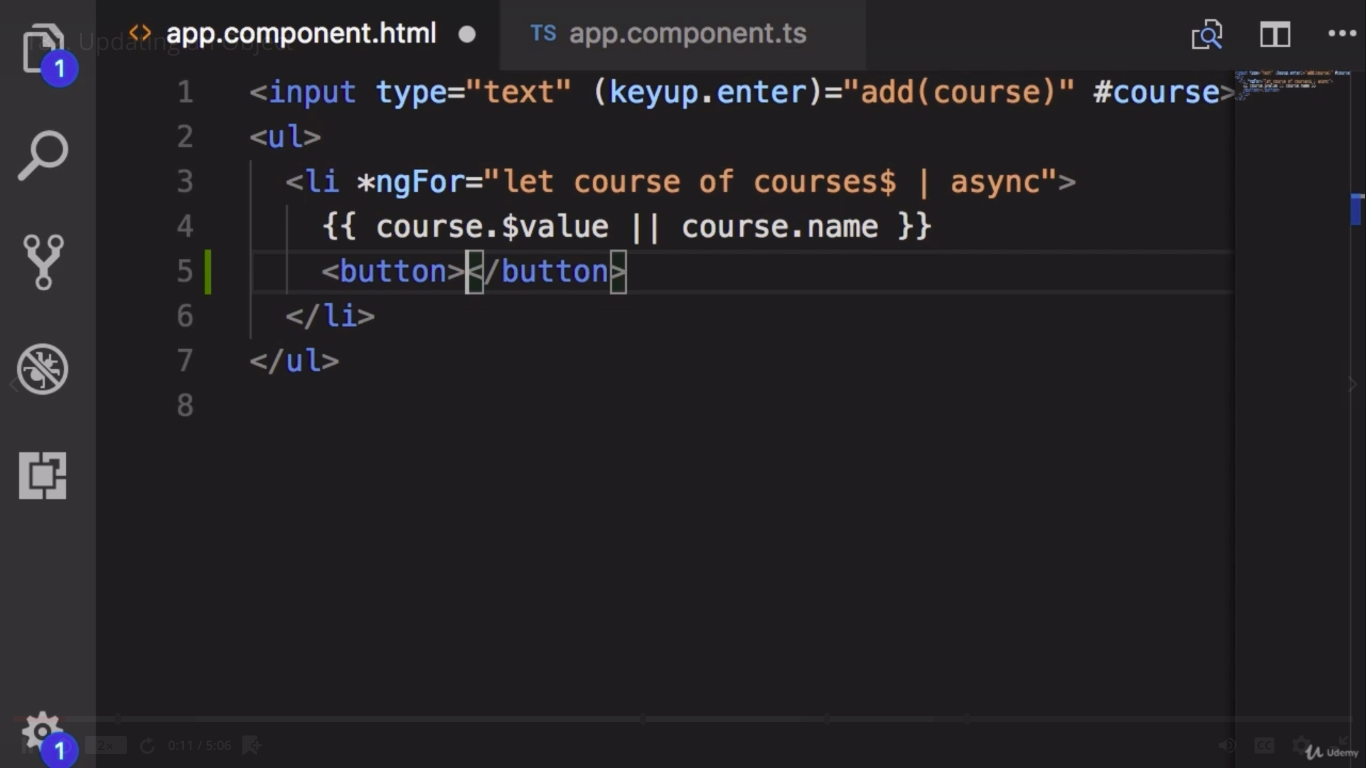 Updating an Object
app.component.html
TS app.component.ts
1
1 <input type="text" (keyup.enter)="add(course)" #course>
2 <ul>
3 <li *ngFor="let course of courses$ | async">
4 {{ course.$value || course.name }}
5 <button></button>
6 </li>
7 </ul>
8
1
2x 0:11 / 5:06
CC
Udemy